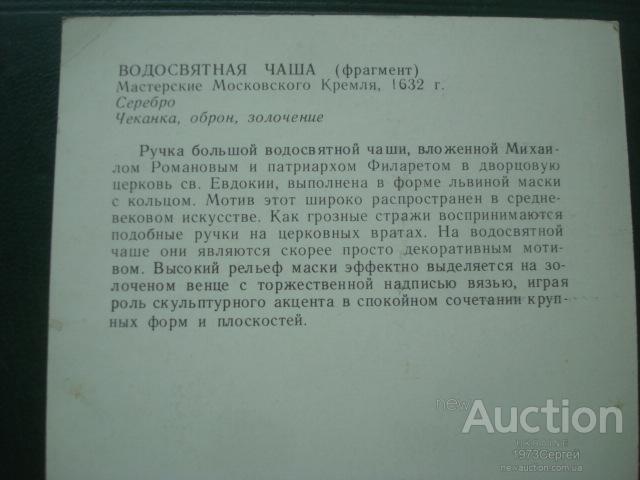 ВОДОСВЯТНАЯ ЧАША (фрагмент)
Мастерские Московского Кремля, 1632 г.
Серебро
Чеканка, оброн, золочение
Ручка большой водосвятной чаши, вложенной Михаи-
лом Романовым и патриархом Филаретом в дворцовую
церковь св. Евдокии, выполнена в форме львиной маски
с кольцом. Мотив этот широко распространен в средне-
вековом искусстве. Как грозные стражи воспринимаются
подобные ручки на церковных вратах. На водосвятной
чаше они являются скорее просто декоративным моти-
вом. Высокий рельеф маски эффектно выделяется на зо-
лоченом венце с торжественной надписью вязью, играя
роль скульптурного акцента в спокойном сочетании круп-
ных форм и плоскостей.
new Auction
UKRAINE
1973Сергей
newauction.com.ua